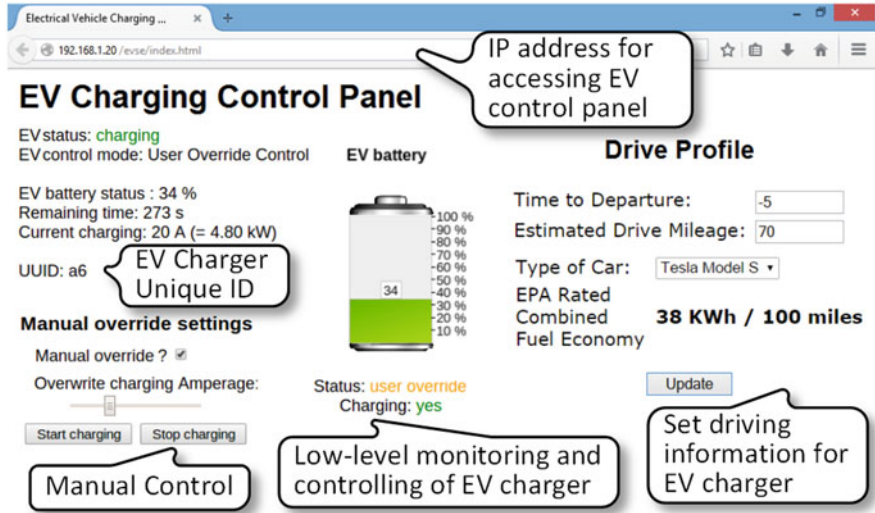 Electrical Vehicle Charging ...
192.168.1.20/evse/index.html
IP address for
accessing EV
control panel
EV Charging Control Panel
EV status: charging
EV control mode: User Override Control
EV battery status : 34 %
Remaining time: 273 s
Current charging: 20 A (= 4.80 kW)
UUID: a6
EV Charger
Unique ID
Manual override settings
Manual override ?
Overwrite charging Amperage:
Start charging
Stop charging
Manual Control
EV battery
100 %
90 %
80 %
70 %
60 %
50 %
40 %
30 %
20 %
10 %
34
Status: user override
Charging: yes
Low-level monitoring and
controlling of EV charger
Drive Profile
Time to Departure: -5
Estimated Drive Mileage: 70
Type of Car: Tesla Model S
EPA Rated
Combined
Fuel Economy
38 KWh / 100 miles
Update
Set driving
information for
EV charger